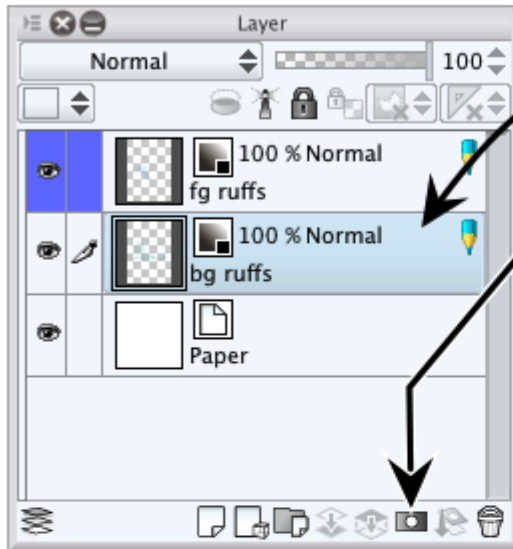 Layer
Normal 100
100 % Normal
fg ruffs
100 % Normal
bg ruffs
Paper